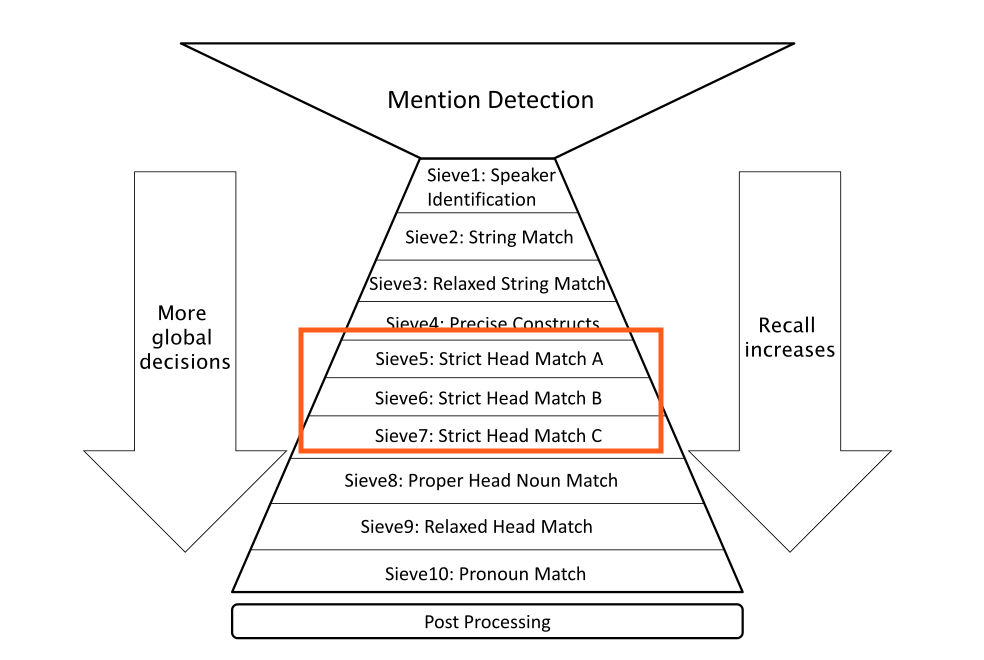 Mention Detection
Sieve1: Speaker
Identification
Sieve2: String Match
Sieve3: Relaxed String Match
Sieve4: Precise Constructs
Sieve5: Strict Head Match A
Sieve6: Strict Head Match B
Sieve7: Strict Head Match C
Sieve8: Proper Head Noun Match
Sieve9: Relaxed Head Match
Sieve10: Pronoun Match
Post Processing
More
global
decisions
Recall
increases